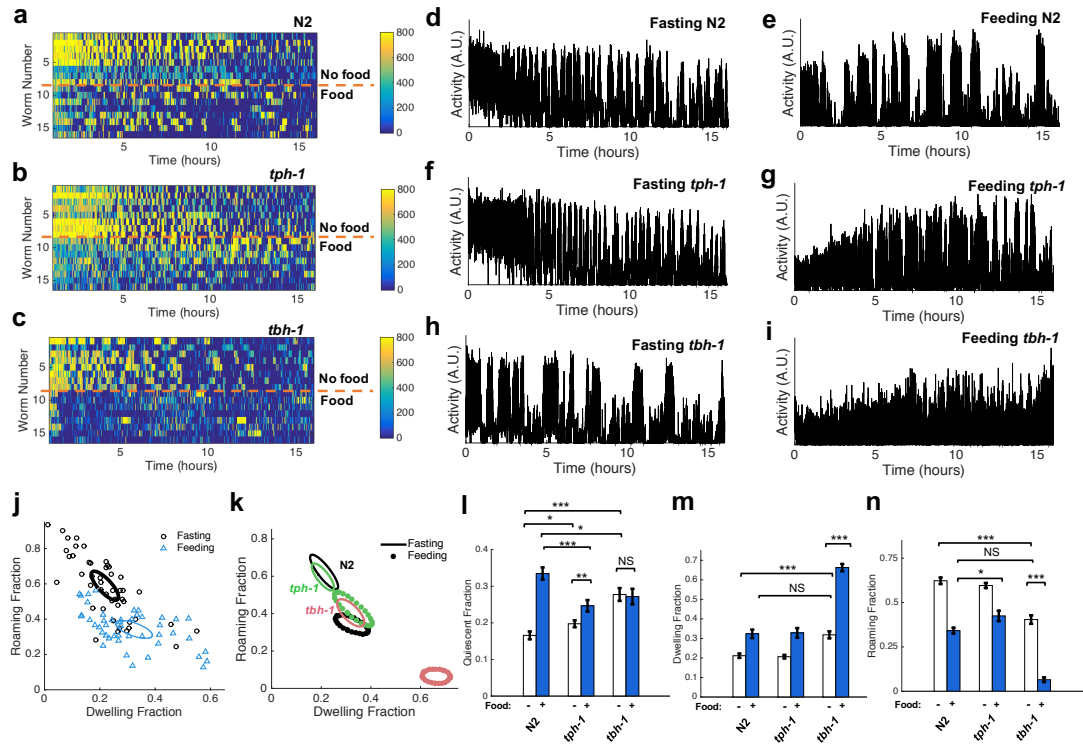 a
N2
Worm Number
5
10
15
5
10
15
Time (hours)
800
600
400
200
0
No food
Food
b
tph-1
Worm Number
5
10
15
5
10
15
Time (hours)
800
600
400
200
0
No food
Food
c
tbh-1
Worm Number
5
10
15
5
10
15
Time (hours)
800
600
400
200
0
No food
Food
d
Fasting N2
Activity (A.U.)
0
5
10
15
Time (hours)
e
Feeding N2
Activity (A.U.)
0
5
10
15
Time (hours)
f
Fasting tph-1
Activity (A.U.)
0
5
10
15
Time (hours)
g
Feeding tph-1
Activity (A.U.)
0
5
10
15
Time (hours)
h
Fasting tbh-1
Activity (A.U.)
0
5
10
15
Time (hours)
i
Feeding tbh-1
Activity (A.U.)
0
5
10
15
Time (hours)
j
Fasting
Feeding
Roaming Fraction
0.8
0.6
0.4
0.2
0
0
0.2
0.4
0.6
Dwelling Fraction
k
Fasting
Feeding
N2
tph-1
tbh-1
Roaming Fraction
0.8
0.6
0.4
0.2
0
0
0.2
0.4
0.6
Dwelling Fraction
l
***
*
*
***
**
NS
Quiescent Fraction
0.4
0.3
0.2
0.1
0
Food: - + - + - +
N2
tph-1
tbh-1
m
***
***
NS
Dwelling Fraction
0.6
0.4
0.2
0
Food: - + - + - +
N2
tph-1
tbh-1
n
***
NS
*
***
Roaming Fraction
0.75
0.5
0.25
0
Food: - + - + - +
N2
tph-1
tbh-1